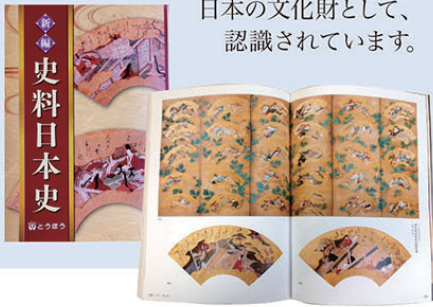 日本の文化財として、
認識されています。
新・編
史料日本史
とうほう